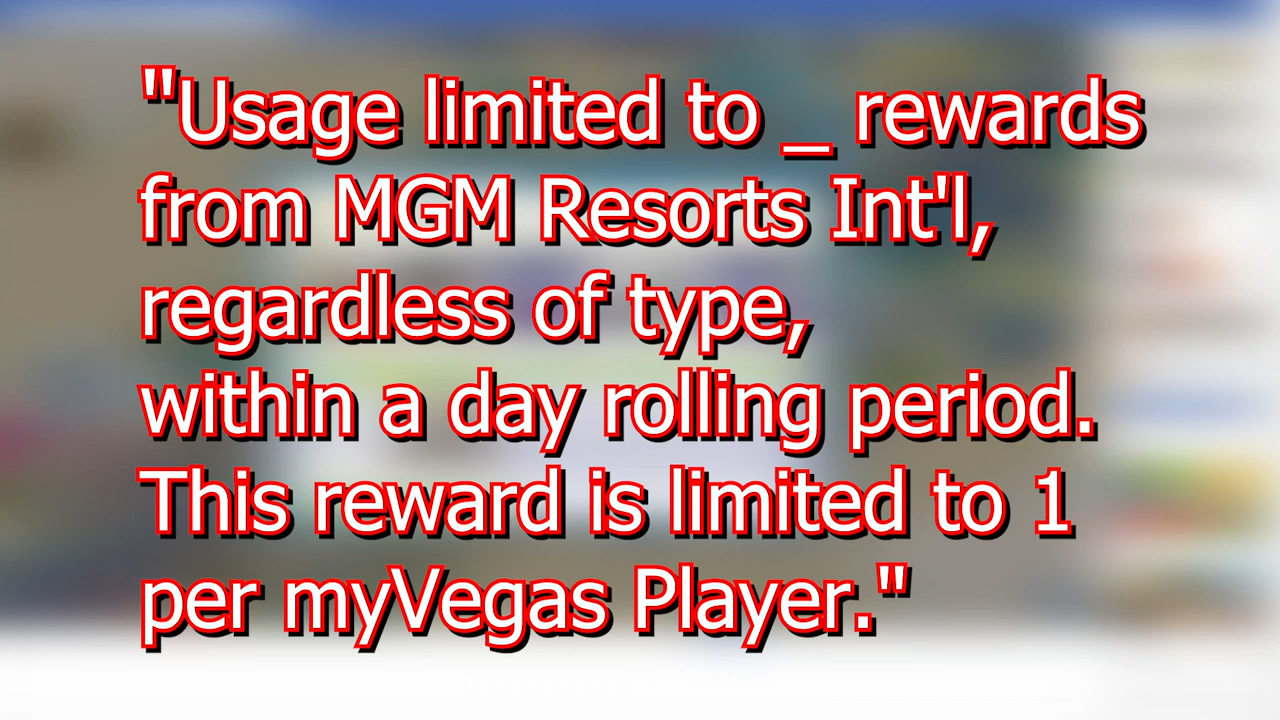 "Usage limited to _ rewards
from MGM Resorts Int'l,
regardless of type,
within a day rolling period.
This reward is limited to 1
per myVegas Player."